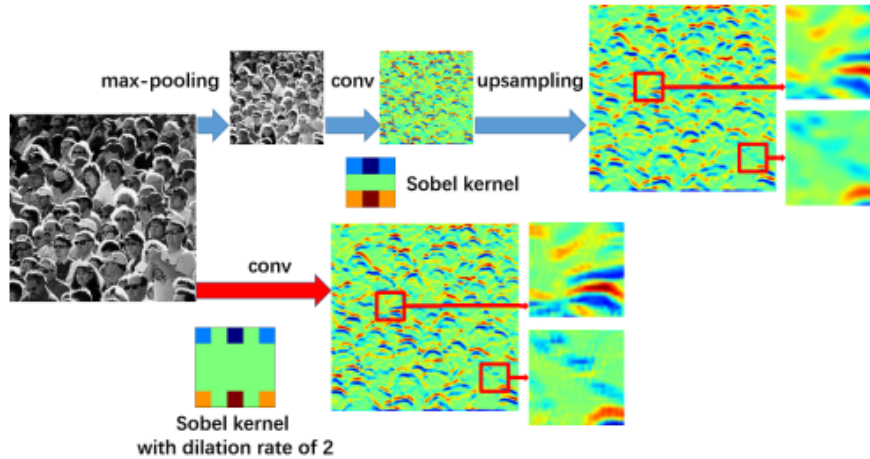 max-pooling
conv
upsampling
Sobel kernel
conv
Sobel kernel
with dilation rate of 2